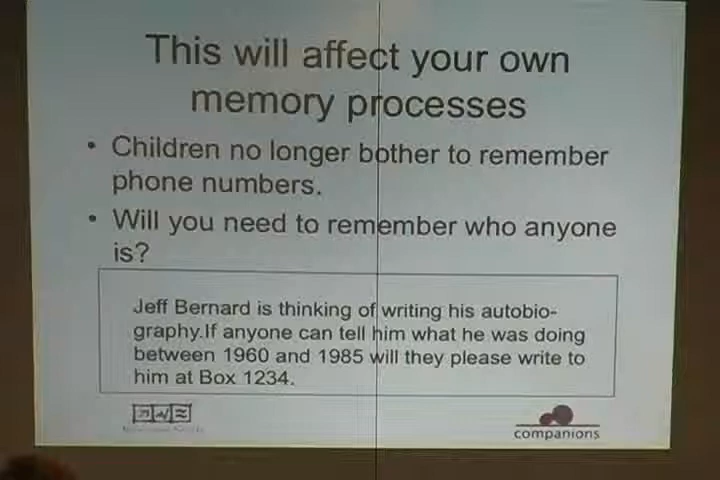 This will affect your own
memory processes
• Children no longer bother to remember
phone numbers.
• Will you need to remember who anyone
is?
Jeff Bernard is thinking of writing his autobio-
graphy.If anyone can tell him what he was doing
between 1960 and 1985 will they please write to
him at Box 1234.
companions